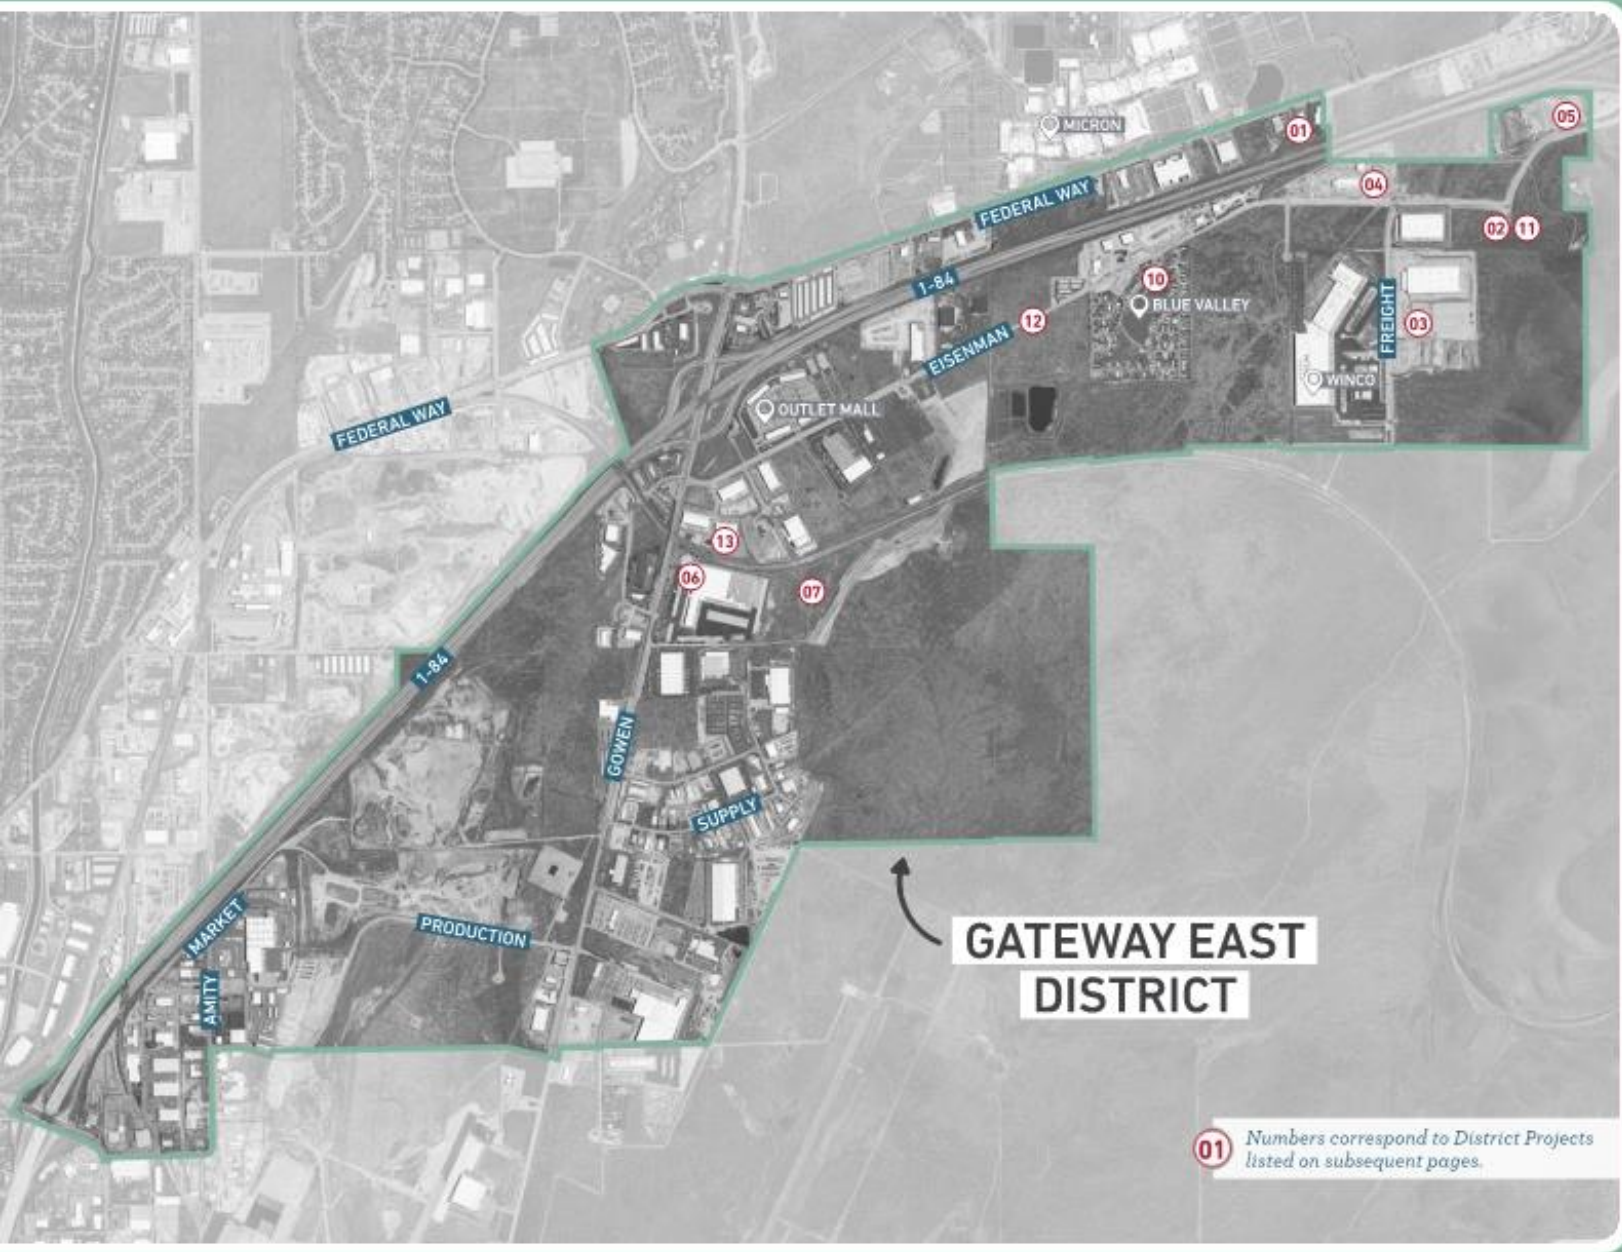 05
MICRON
01
04
FEDERAL WAY
02
11
10
1-84
BLUE VALLEY
12
FREIGHT
03
EISENMAN
WINCO
OUTLET MALL
FEDERAL WAY
13
06
07
1-84
GOWEN
SUPPLY
MARKET
PRODUCTION
AMITY
GATEWAY EAST
DISTRICT
01
Numbers correspond to District Projects
listed on subsequent pages.